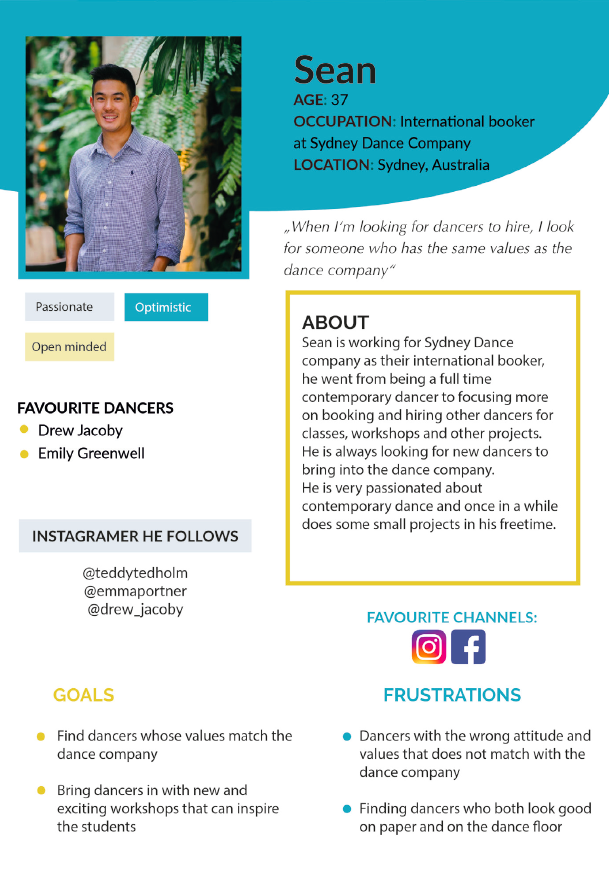 Sean
AGE: 37
OCCUPATION: International booker
at Sydney Dance Company
LOCATION: Sydney, Australia
„When I'm looking for dancers to hire, I look
for someone who has the same values as the
dance company“
Passionate
Optimistic
Open minded
ABOUT
Sean is working for Sydney Dance
company as their international booker,
he went from being a full time
contemporary dancer to focusing more
on booking and hiring other dancers for
classes, workshops and other projects.
He is always looking for new dancers to
bring into the dance company.
He is very passionated about
contemporary dance and once in a while
does some small projects in his freetime.
FAVOURITE DANCERS
Drew Jacoby
Emily Greenwell
INSTAGRAMER HE FOLLOWS
@teddytedholm
@emmaportner
@drew_jacoby
FAVOURITE CHANNELS:
GOALS
Find dancers whose values match the
dance company
Bring dancers in with new and
exciting workshops that can inspire
the students
FRUSTRATIONS
Dancers with the wrong attitude and
values that does not match with the
dance company
Finding dancers who both look good
on paper and on the dance floor